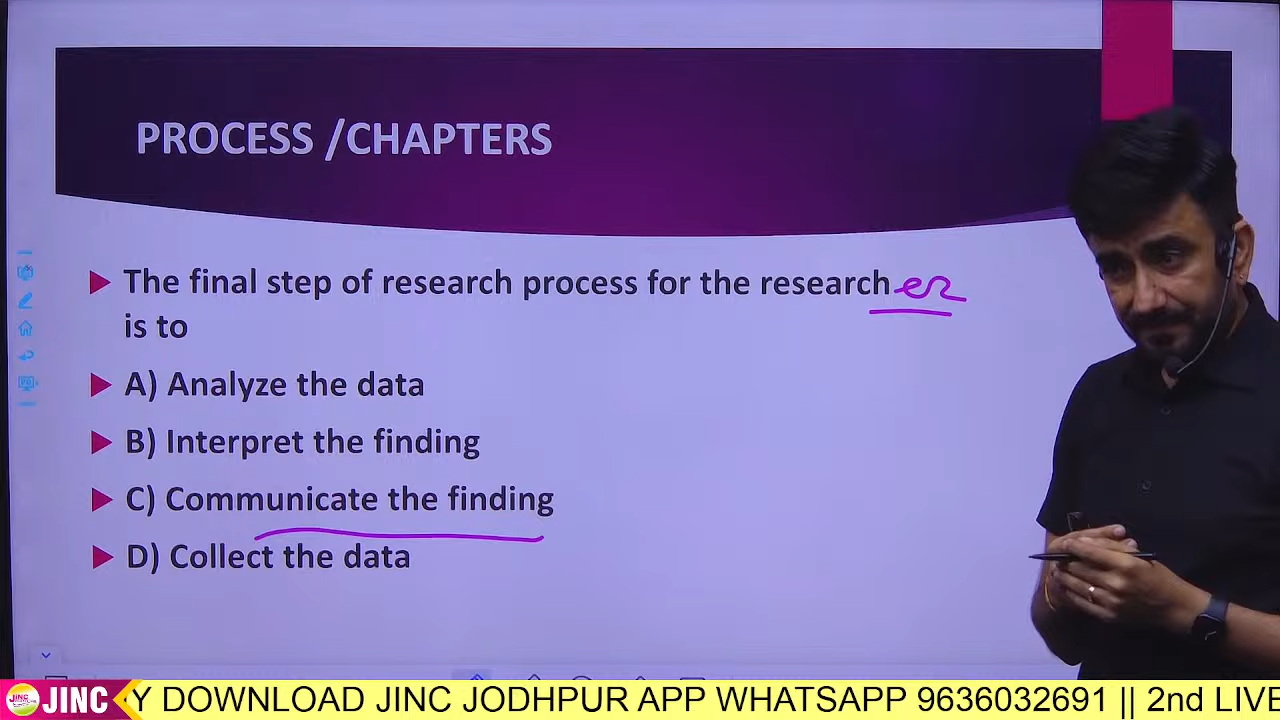 PROCESS /CHAPTERS
The final step of research process for the researcher
is to
A) Analyze the data
B) Interpret the finding
C) Communicate the finding
D) Collect the data
JINC
Y DOWNLOAD JINC JODHPUR APP WHATSAPP 9636032691 || 2nd LIVE